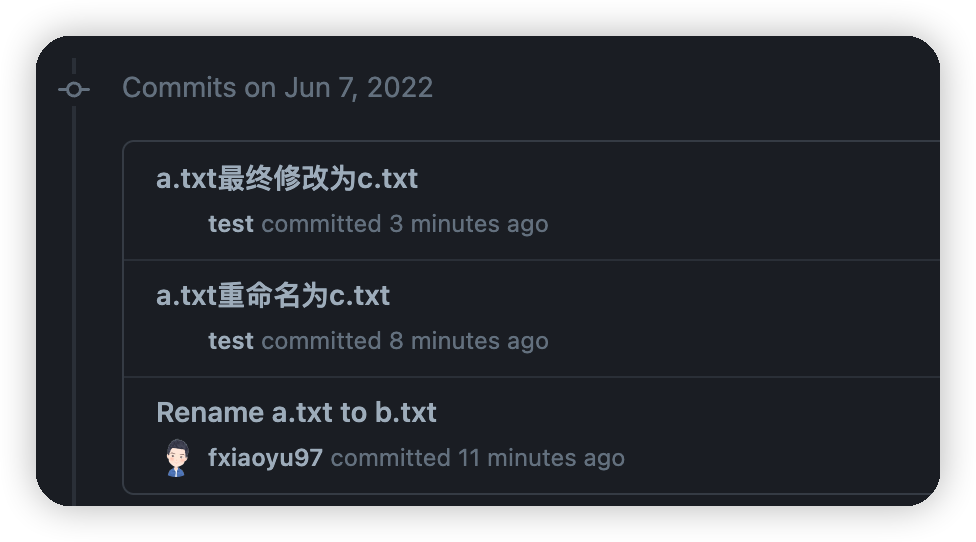 Commits on Jun 7, 2022
a.txt最终修改为c.txt
test committed 3 minutes ago
a.txt重命名为c.txt
test committed 8 minutes ago
Rename a.txt to b.txt
fxiaoyu97 committed 11 minutes ago